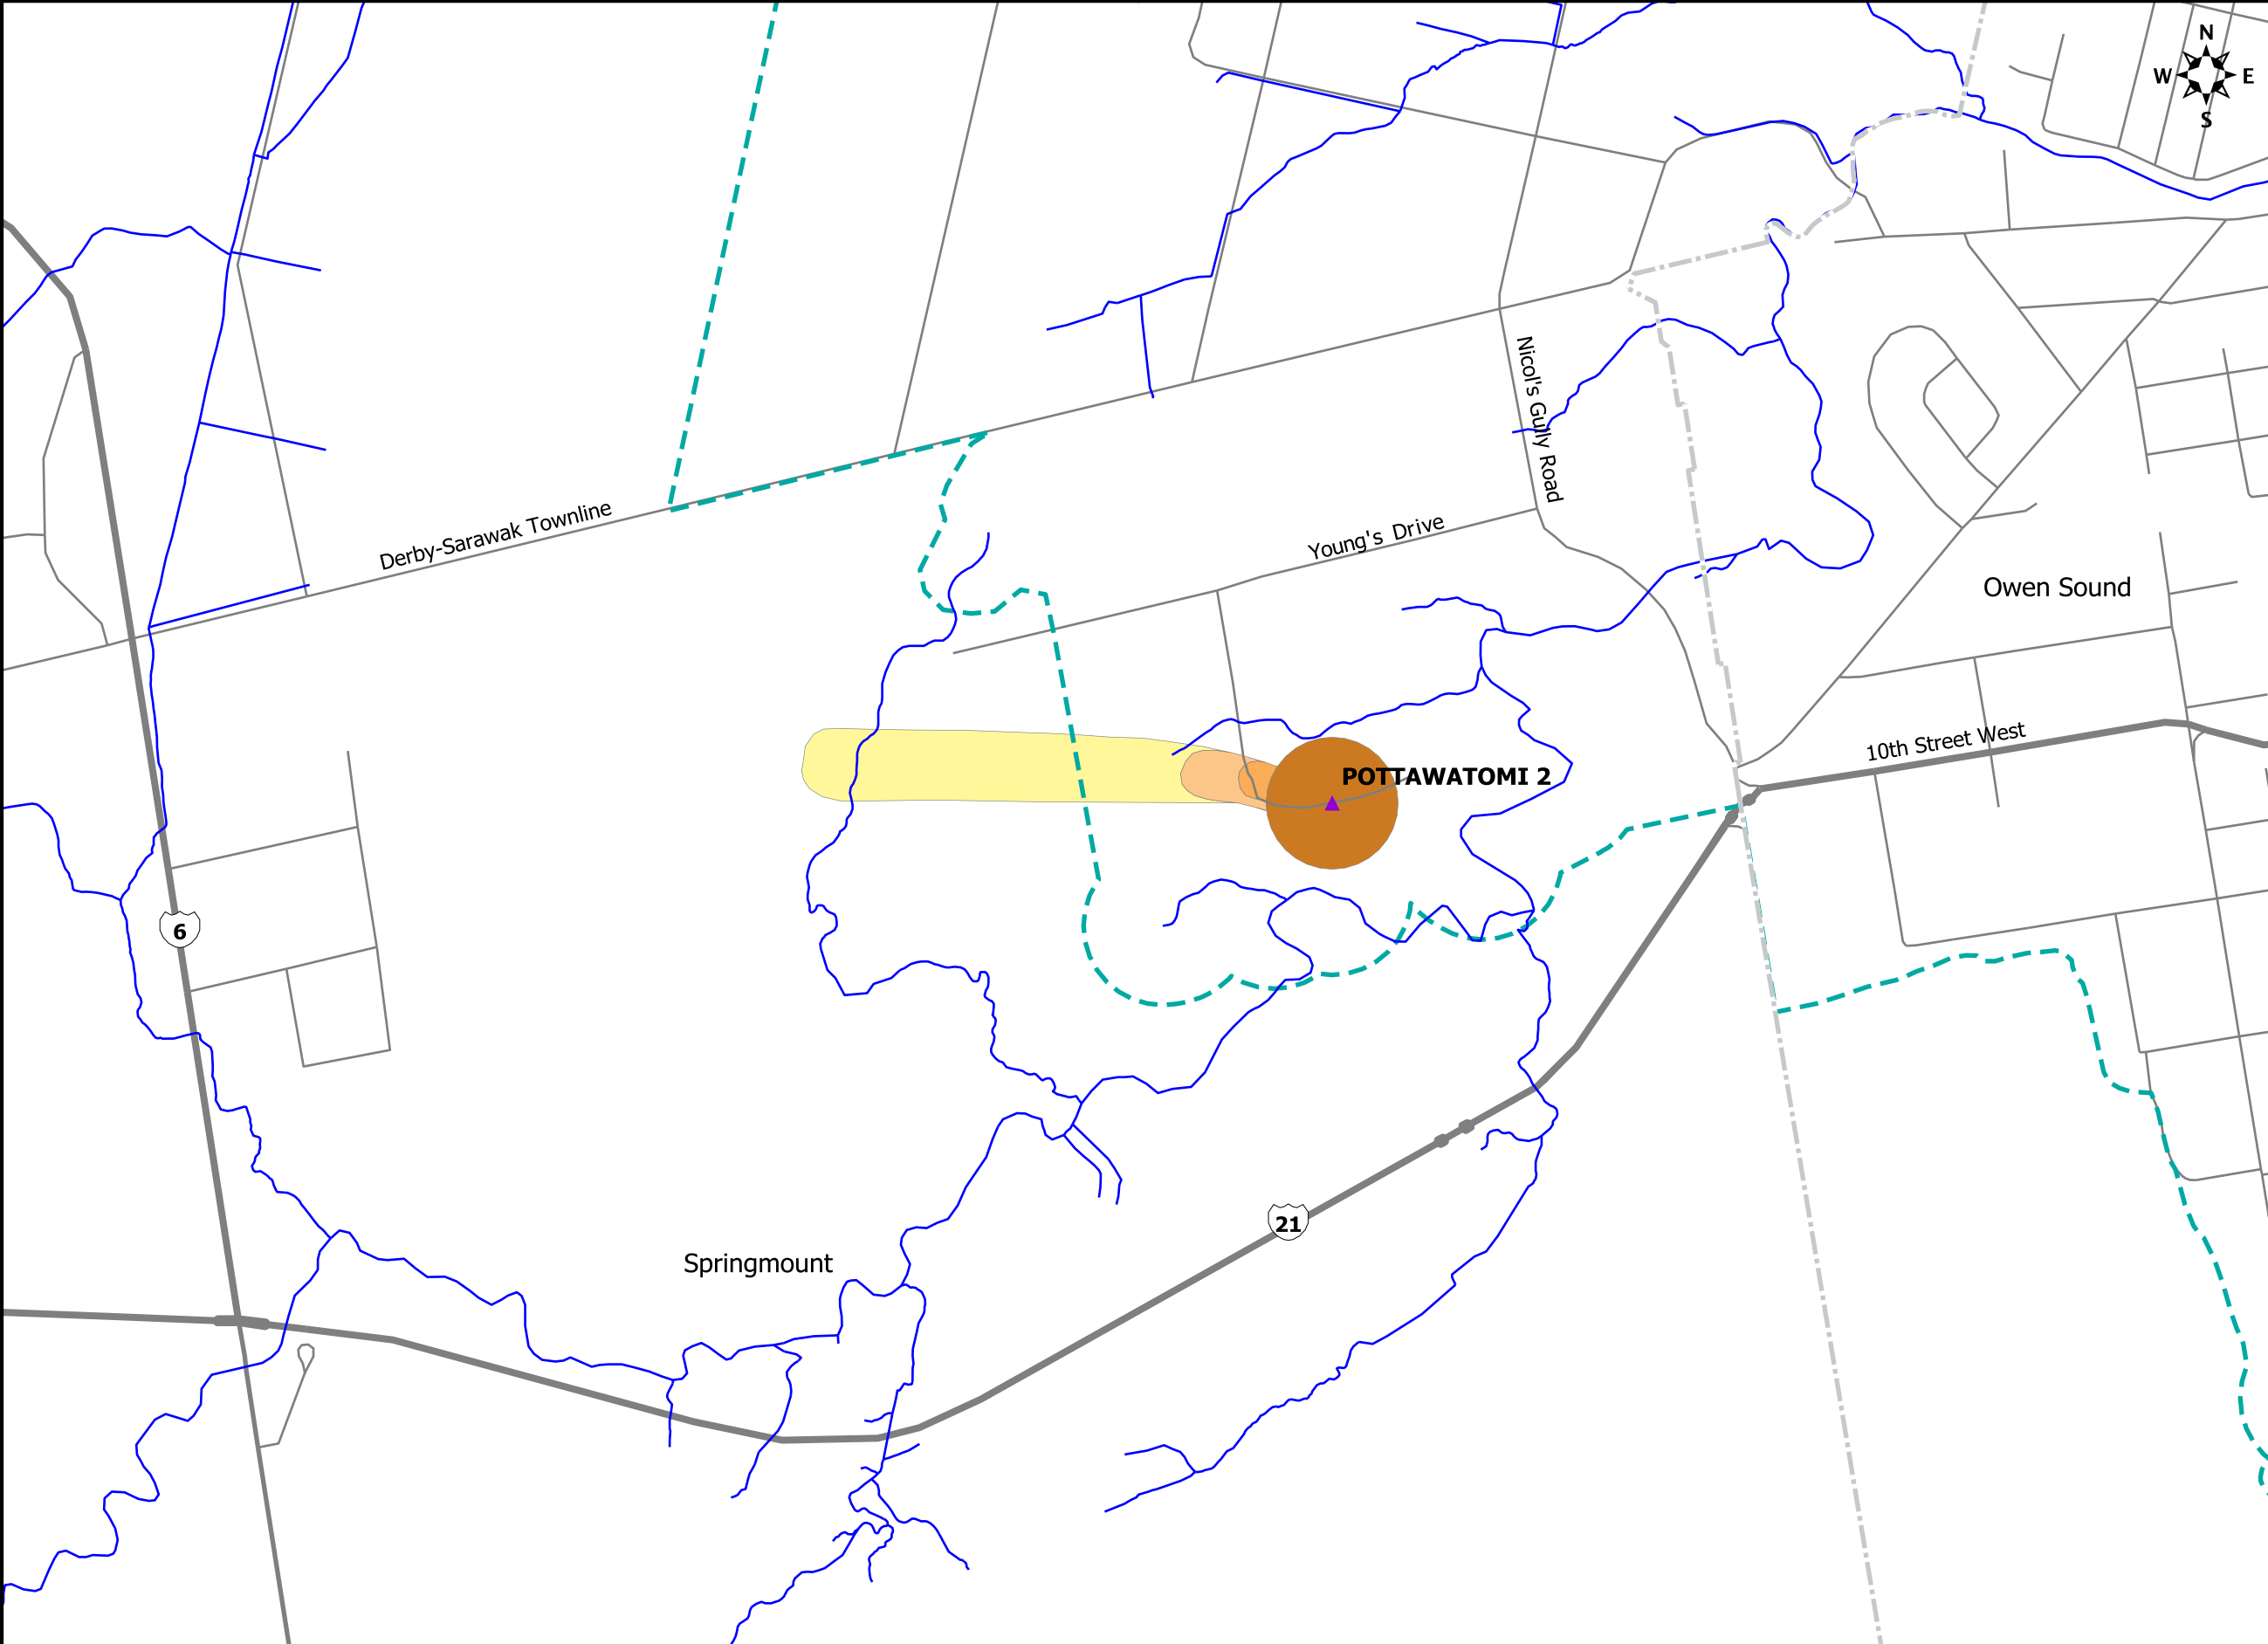 N
W E
S
Nicol's Gully Road
Derby-Sarawak Townline
Young's Drive
Owen Sound
10th Street West
POTTAWATOMI 2
6
21
Springmount